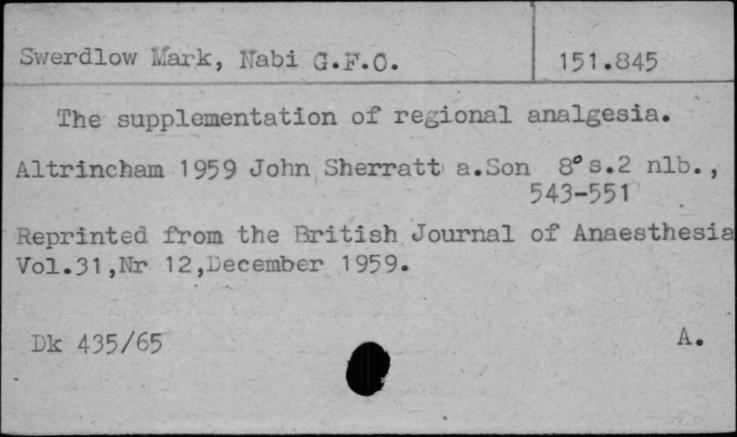 Swerdlow Mark, Nabi G.F.O.
151.845
The supplementation of regional analgesia.
Altrincham 1959 John Sherratt a.Son 8° s.2 nlb.,
543-551
Reprinted from the British Journal of Anaesthesia
Vol.31,Nr 12,December 1959.
Dk 435/65
A.